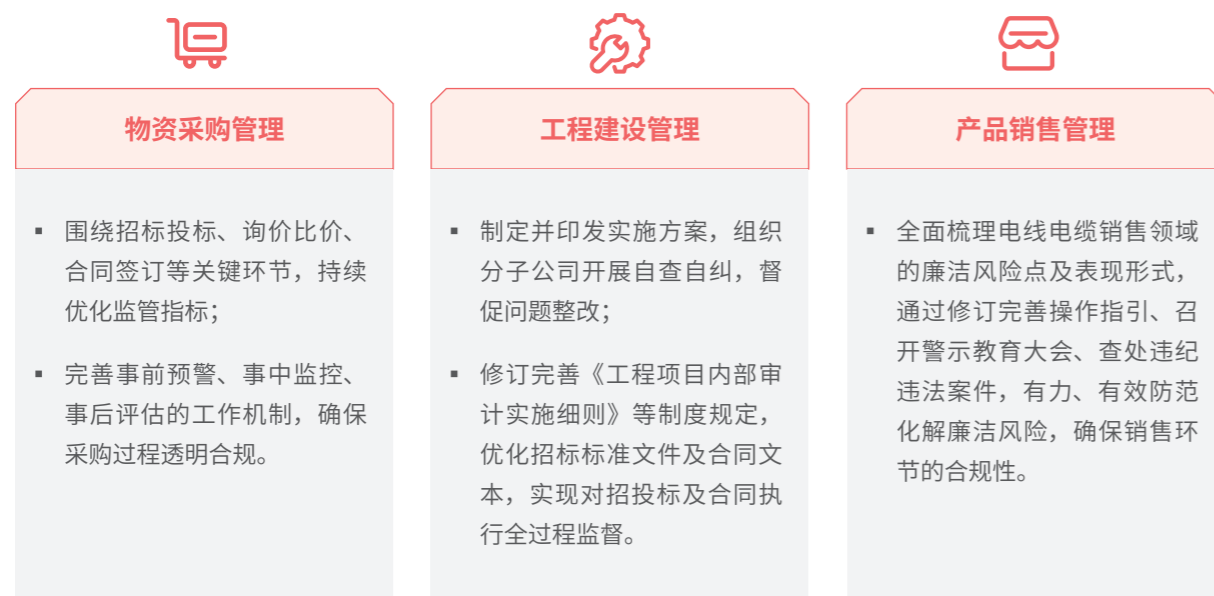 物资采购管理
▪ 围绕招标投标、询价比价、
合同签订等关键环节，持续
优化监管指标；
▪ 完善事前预警、事中监控、
事后评估的工作机制，确保
采购过程透明合规。
工程建设管理
▪ 制定并印发实施方案，组织
分子公司开展自查自纠，督
促问题整改；
▪ 修订完善《工程项目内部审
计实施细则》等制度规定，
优化招标标准文件及合同文
本，实现对招投标及合同执
行全过程监督。
产品销售管理
▪ 全面梳理电线电缆销售领域
的廉洁风险点及表现形式，
通过修订完善操作指引、召
开警示教育大会、查处违纪
违法案件，有力、有效防范
化解廉洁风险，确保销售环
节的合规性。